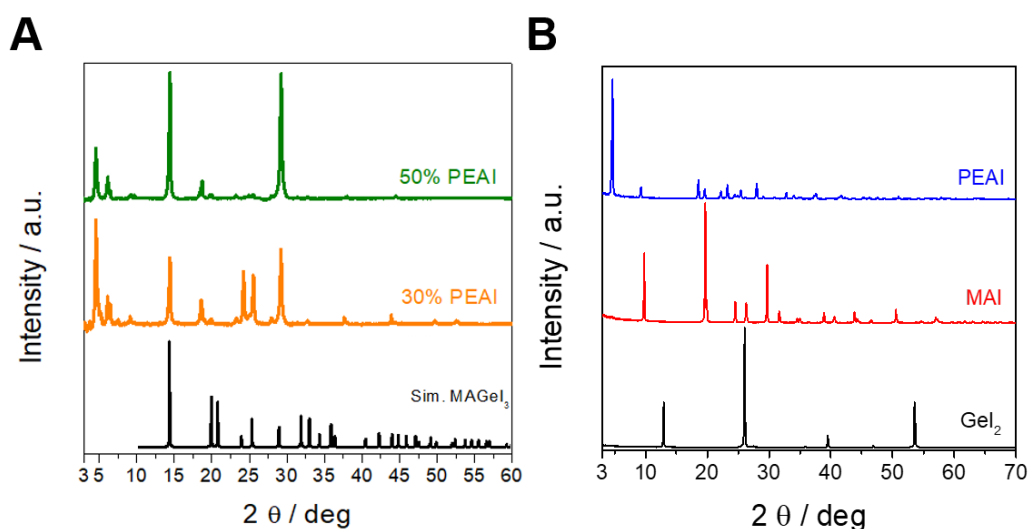 A
50% PEAI
30% PEAI
Sim. MAGeI₃
Intensity / a.u.
3 5 10 15 20 25 30 35 40 45 50 55 60
2 θ / deg
B
PEAI
MAI
GeI₂
Intensity / a.u.
3 10 20 30 40 50 60 70
2 θ / deg